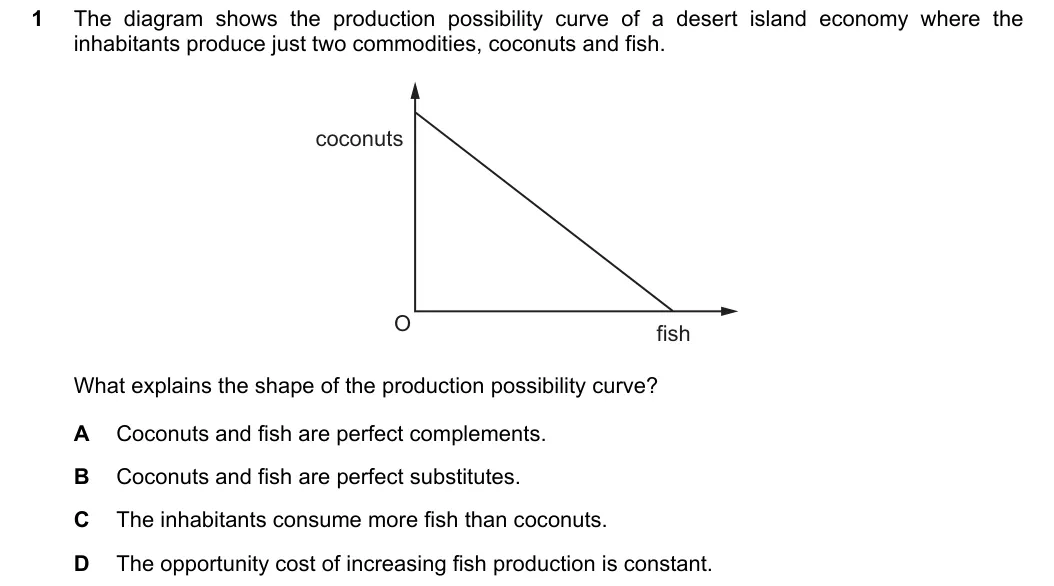 1 The diagram shows the production possibility curve of a desert island economy where the
inhabitants produce just two commodities, coconuts and fish.
coconuts
O
fish
What explains the shape of the production possibility curve?
A Coconuts and fish are perfect complements.
B Coconuts and fish are perfect substitutes.
C The inhabitants consume more fish than coconuts.
D The opportunity cost of increasing fish production is constant.